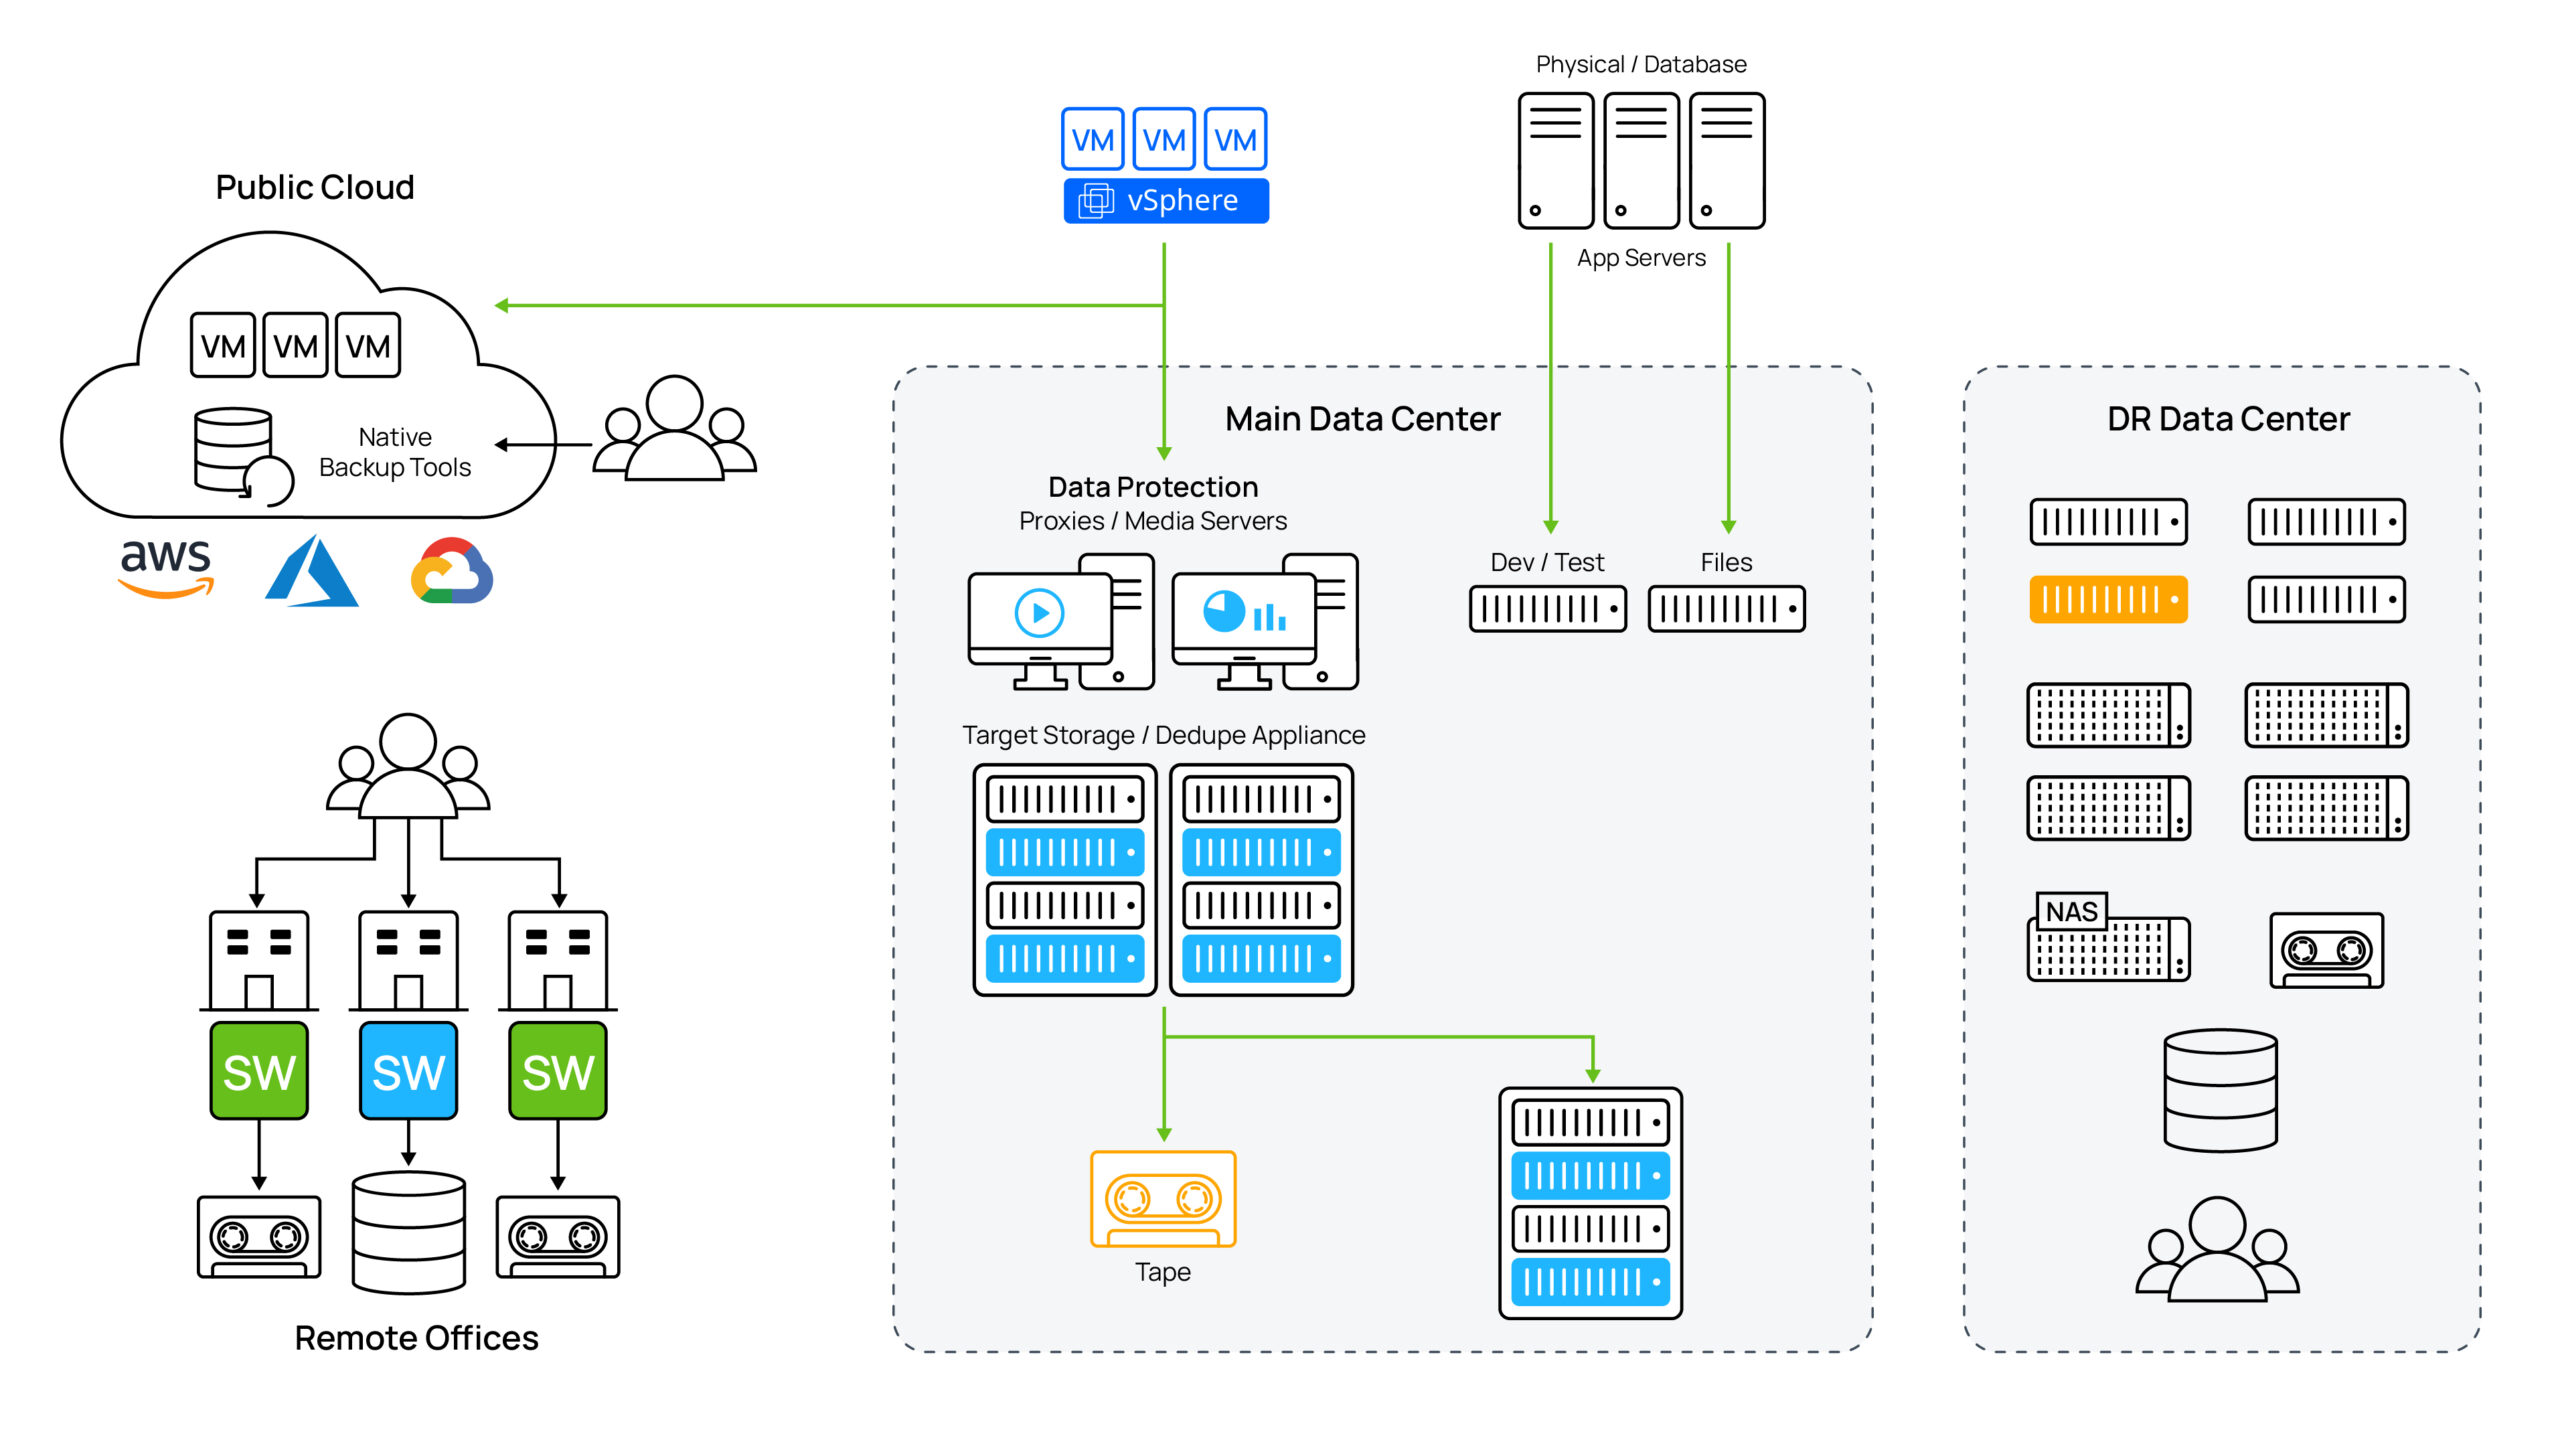 Physical / Database
VM VM VM
vSphere
App Servers
Public Cloud
VM VM VM
Native
Backup Tools
aws
Main Data Center
Data Protection
Proxies / Media Servers
Dev / Test
Files
Target Storage / Dedupe Appliance
Tape
DR Data Center
NAS
SW SW SW
Remote Offices